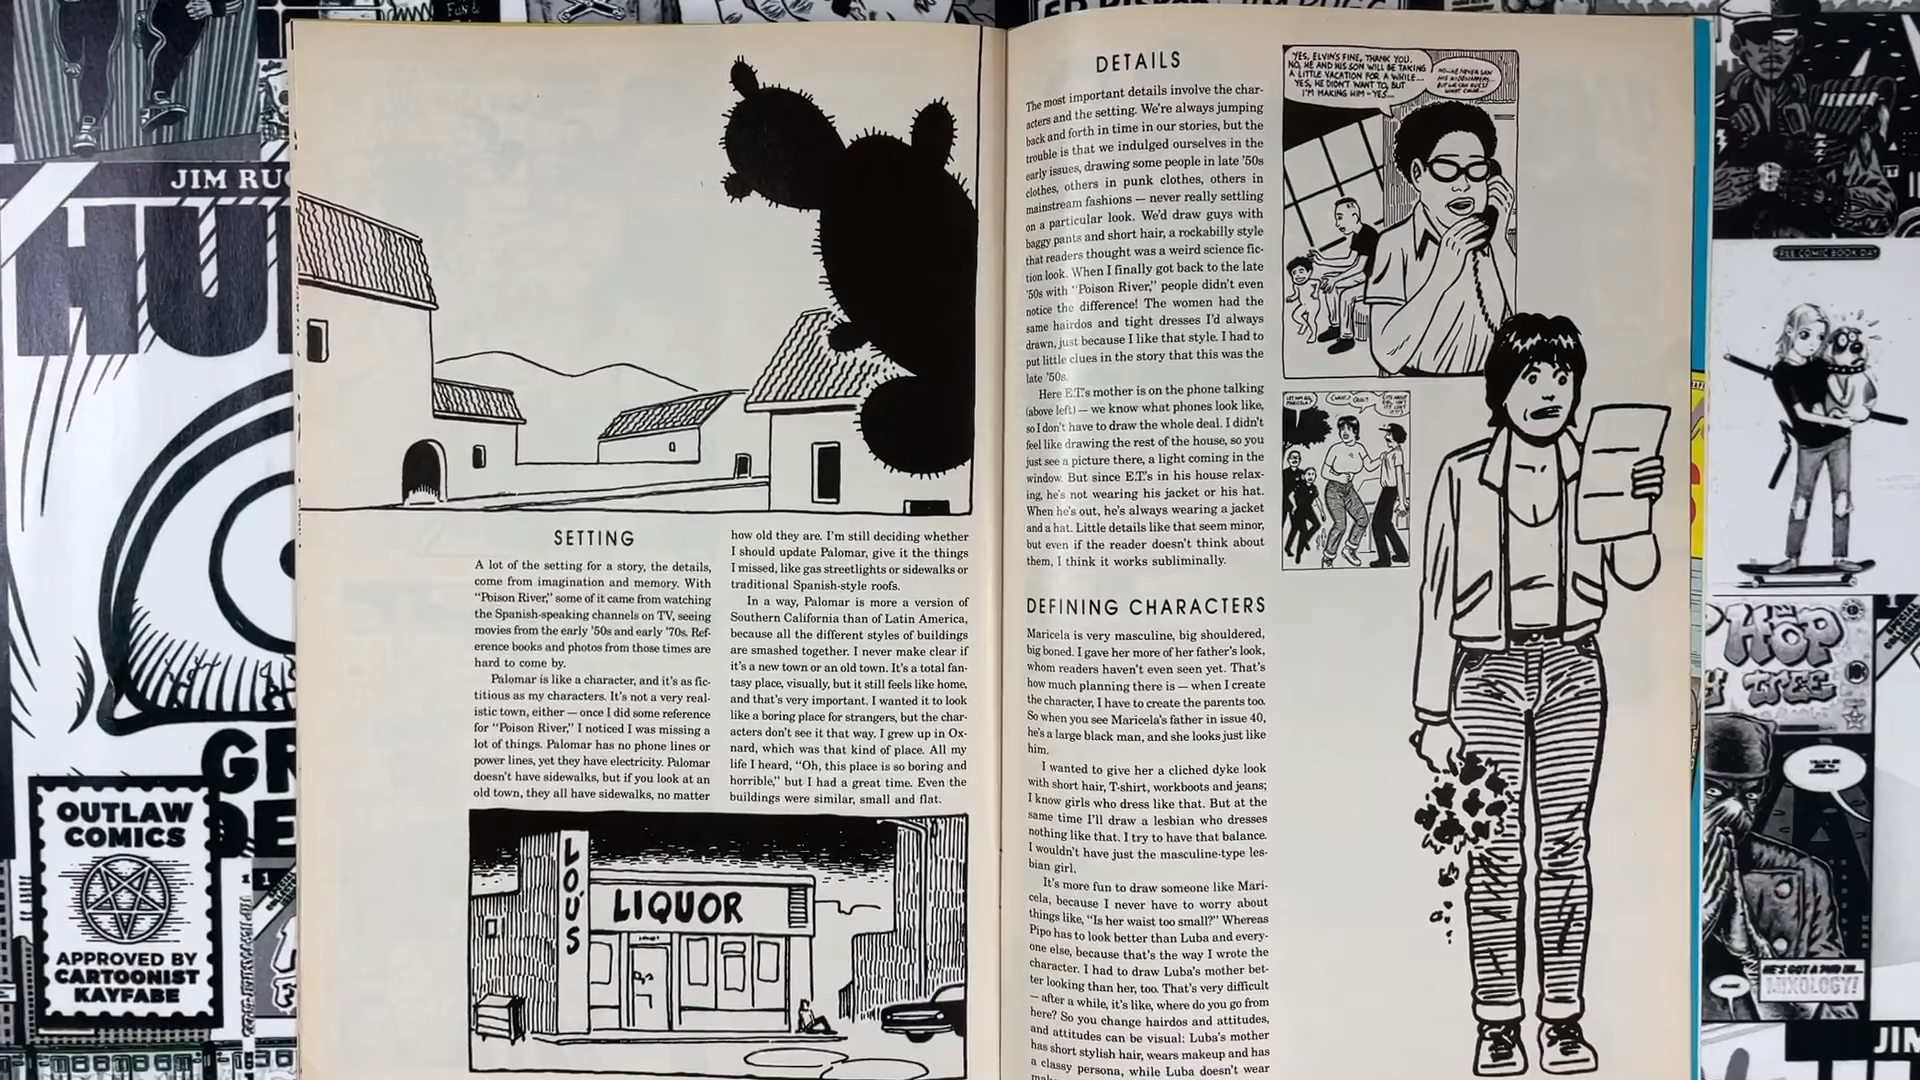 JIM RU
HU
GR
DE
OUTLAW
COMICS
APPROVED BY
CARTOONIST
KAYFABE
SETTING
A lot of the setting for a story, the details,
come from imagination and memory. With
“Poison River,” some of it came from watching
the Spanish-speaking channels on TV, seeing
movies from the early ’50s and early ’70s. Ref-
erence books and photos from those times are
hard to come by.
Palomar is like a character, and it’s as fic-
titious as my characters. It’s not a very real-
istic town, either — once I did some reference
for “Poison River,” I noticed I was missing a
lot of things. Palomar has no phone lines or
power lines, yet they have electricity. Palomar
doesn’t have sidewalks, but if you look at an
old town, they all have sidewalks, no matter
how old they are. I’m still deciding whether
I should update Palomar, give it the things
I missed, like gas streetlights or sidewalks or
traditional Spanish-style roofs.
In a way, Palomar is more a version of
Southern California than of Latin America,
because all the different styles of buildings
are smashed together. I never make clear if
it’s a new town or an old town. It’s a total fan-
tasy place, visually, but it still feels like home,
and that’s very important. I wanted it to look
like a boring place for strangers, but the char-
acters don’t see it that way. I grew up in Ox-
nard, which was that kind of place. All my
life I heard, “Oh, this place is so boring and
horrible,” but I had a great time. Even the
buildings were similar, small and flat.
LOU'S
LIQUOR
DETAILS
The most important details involve the char-
acters and the setting. We’re always jumping
back and forth in time in our stories, but the
trouble is that we indulged ourselves in the
early issues, drawing some people in late ’50s
clothes, others in punk clothes, others in
mainstream fashions — never really settling
on a particular look. We’d draw guys with
baggy pants and short hair, a rockabilly style
that readers thought was a weird science fic-
tion look. When I finally got back to the late
’50s with “Poison River,” people didn’t even
notice the difference! The women had the
same hairdos and tight dresses I’d always
drawn, just because I like that style. I had to
put little clues in the story that this was the
late ’50s.
Here E.T.’s mother is on the phone talking
(above left) — we know what phones look like,
so I don’t have to draw the whole deal. I didn’t
feel like drawing the rest of the house, so you
just see a picture there, a light coming in the
window. But since E.T.’s in his house relax-
ing, he’s not wearing his jacket or his hat.
When he’s out, he’s always wearing a jacket
and a hat. Little details like that seem minor,
but even if the reader doesn’t think about
them, I think it works subliminally.
DEFINING CHARACTERS
Maricela is very masculine, big shouldered,
big boned. I gave her more of her father’s look,
whom readers haven’t even seen yet. That’s
how much planning there is — when I create
the character, I have to create the parents too.
So when you see Maricela’s father in issue 40,
he’s a large black man, and she looks just like
him.
I wanted to give her a cliched dyke look
with short hair, T-shirt, workboots and jeans;
I know girls who dress like that. But at the
same time I’ll draw a lesbian who dresses
nothing like that. I try to have that balance.
I wouldn’t have just the masculine-type les-
bian girl.
It’s more fun to draw someone like Mari-
cela, because I never have to worry about
things like, “Is her waist too small?” Whereas
Pipo has to look better than Luba and every-
one else, because that’s the way I wrote the
character. I had to draw Luba’s mother bet-
ter looking than her, too. That’s very difficult
— after a while, it’s like, where do you go from
here? So you change hairdos and attitudes,
and attitudes can be visual: Luba’s mother
has short stylish hair, wears makeup and has
a classy persona, while Luba doesn’t wear
YES, ELVIN'S FINE, THANK YOU.
NO, HE AND HIS SON WILL BE TAKING
A LITTLE VACATION FOR A WHILE...
YES, HE DIDN'T WANT TO, BUT
I'M MAKING HIM - YES...
FREE COMIC BOOK DAY
HIP HOP
TREE
HE'S GOT A PHD IN...
MIXOLOGY!
JIM